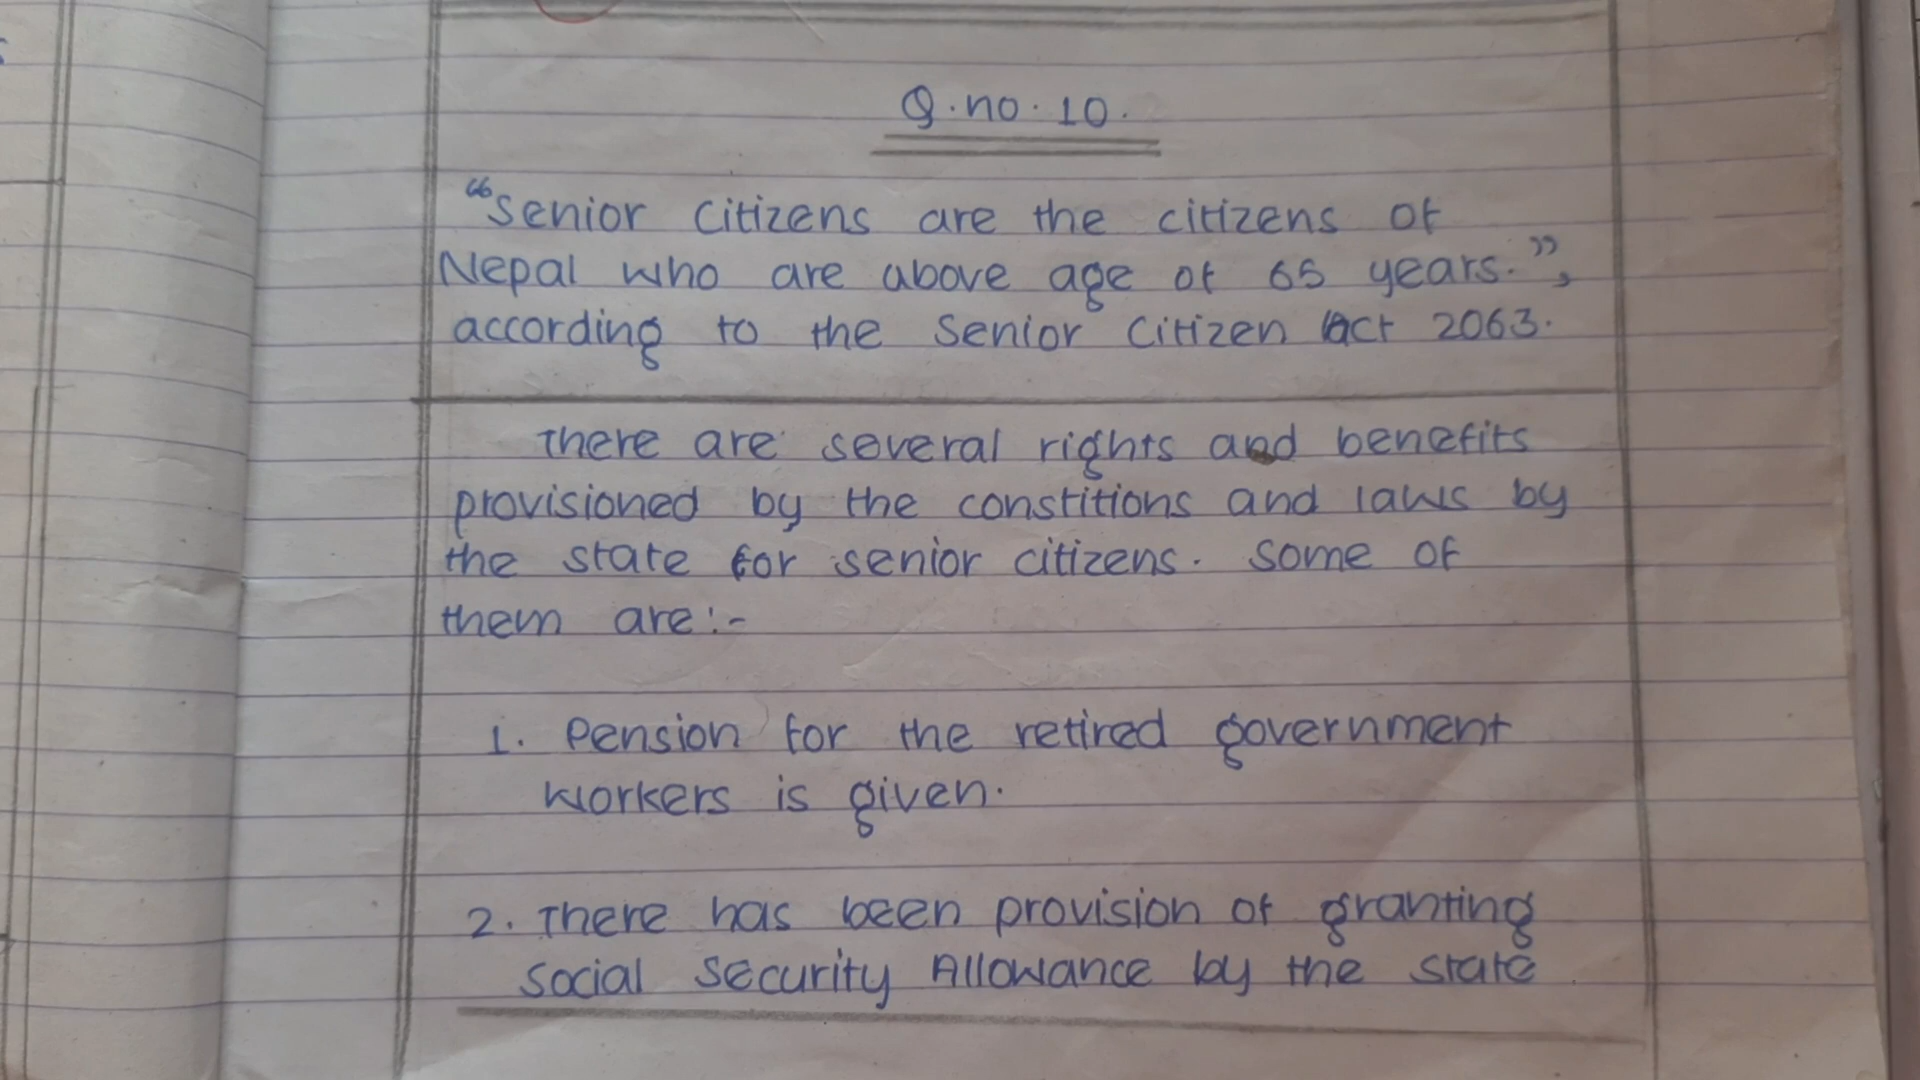 Q.no.10.
"Senior Citizens are the citizens of
Nepal who are above age of 65 years.",
according to the Senior Citizen Act 2063.
There are several rights and benefits
provisioned by the constitions and laws by
the state for senior citizens. Some of
them are:-
1. Pension for the retired government
workers is given.
2. There has been provision of granting
Social Security Allowance by the state